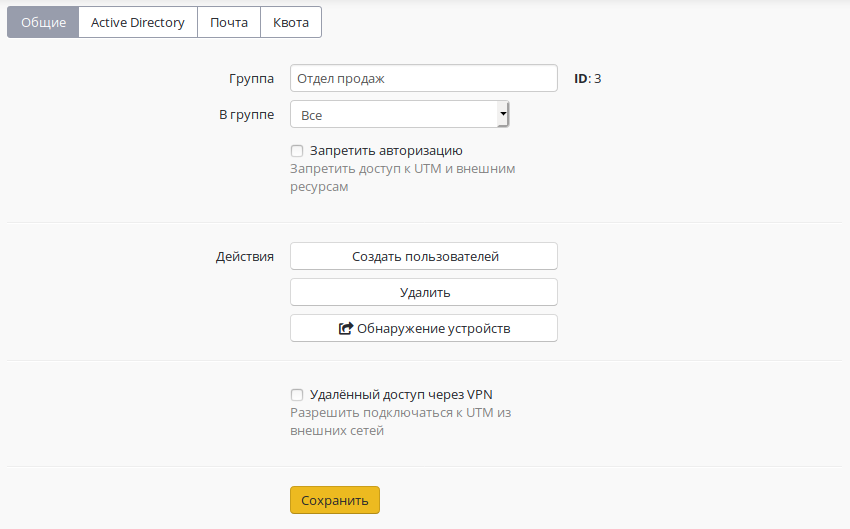 Общие Active Directory Почта Квота
Группа Отдел продаж ID: 3
В группе Все
Запретить авторизацию
Запретить доступ к UTM и внешним
ресурсам
Действия Создать пользователей
Удалить
Обнаружение устройств
Удалённый доступ через VPN
Разрешить подключаться к UTM из
внешних сетей
Сохранить